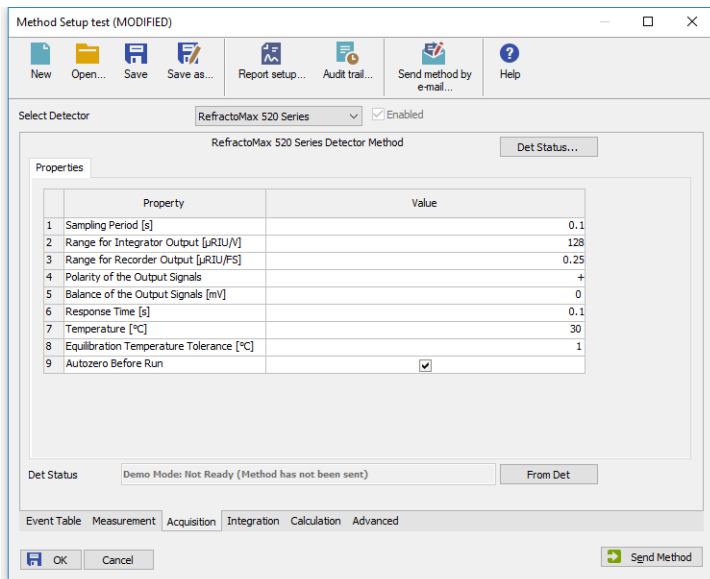 Method Setup test (MODIFIED)
New Open... Save Save as... Report setup... Audit trail... Send method by e-mail... Help
Select Detector RefractoMax 520 Series Enabled
RefractoMax 520 Series Detector Method Det Status...
Properties
Property Value
1 Sampling Period [s] 0.1
2 Range for Integrator Output [µRIU/V] 128
3 Range for Recorder Output [µRIU/FS] 0.25
4 Polarity of the Output Signals +
5 Balance of the Output Signals [mV] 0
6 Response Time [s] 0.1
7 Temperature [°C] 30
8 Equilibration Temperature Tolerance [°C] 1
9 Autozero Before Run
Det Status Demo Mode: Not Ready (Method has not been sent) From Det
Event Table Measurement Acquisition Integration Calculation Advanced
OK Cancel Send Method